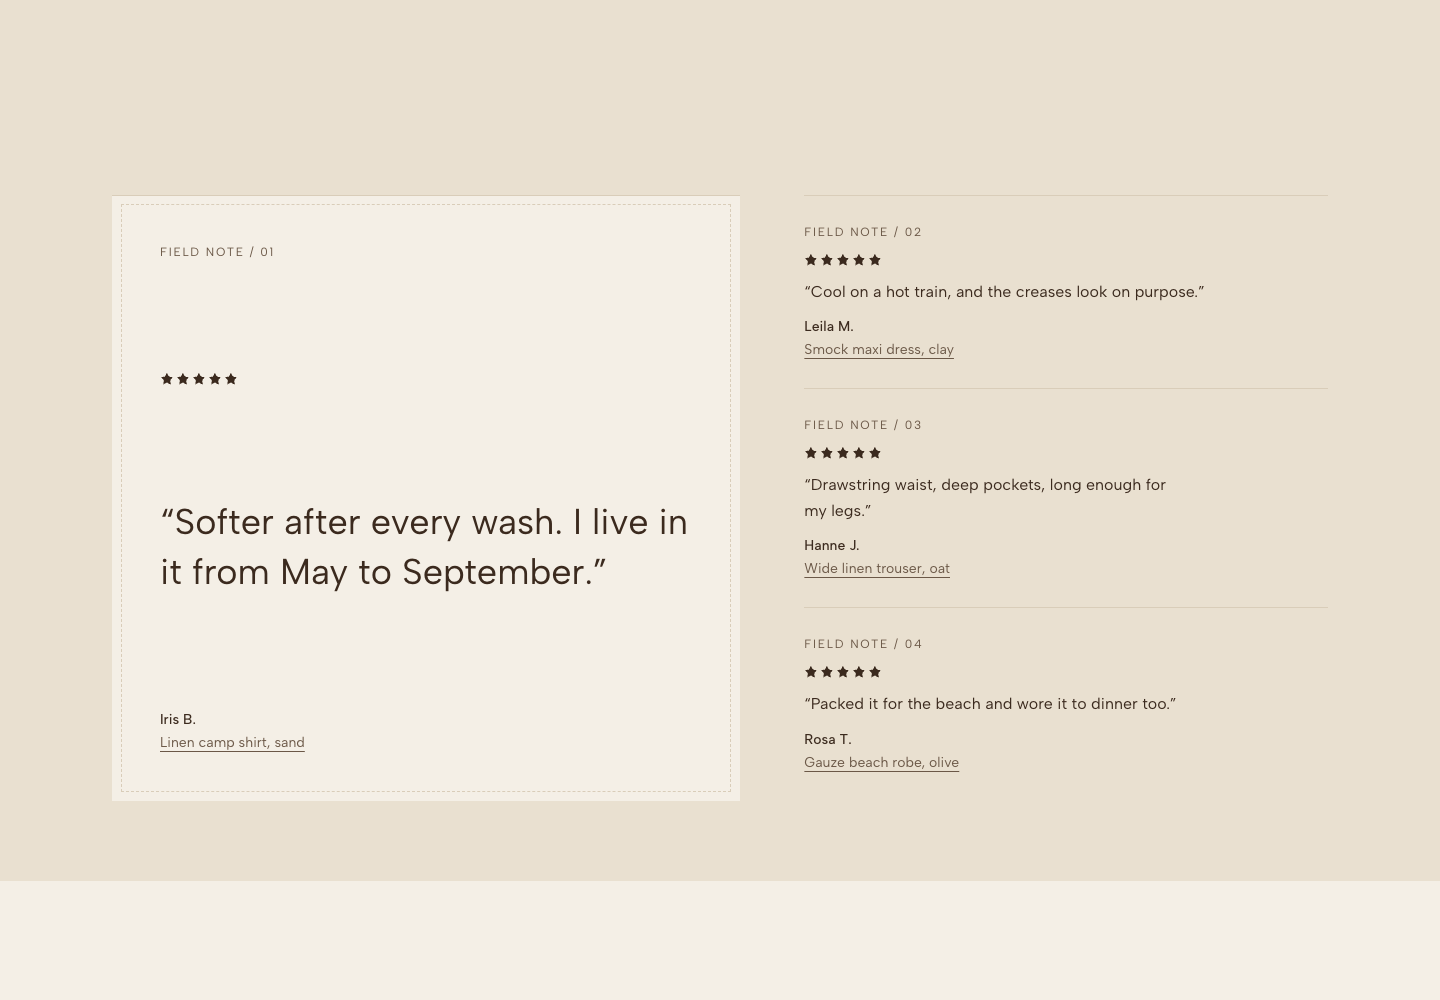 FIELD NOTE / 01
“Softer after every wash. I live in
it from May to September.”
Iris B.
Linen camp shirt, sand
FIELD NOTE / 02
“Cool on a hot train, and the creases look on purpose.”
Leila M.
Smock maxi dress, clay
FIELD NOTE / 03
“Drawstring waist, deep pockets, long enough for
my legs.”
Hanne J.
Wide linen trouser, oat
FIELD NOTE / 04
“Packed it for the beach and wore it to dinner too.”
Rosa T.
Gauze beach robe, olive